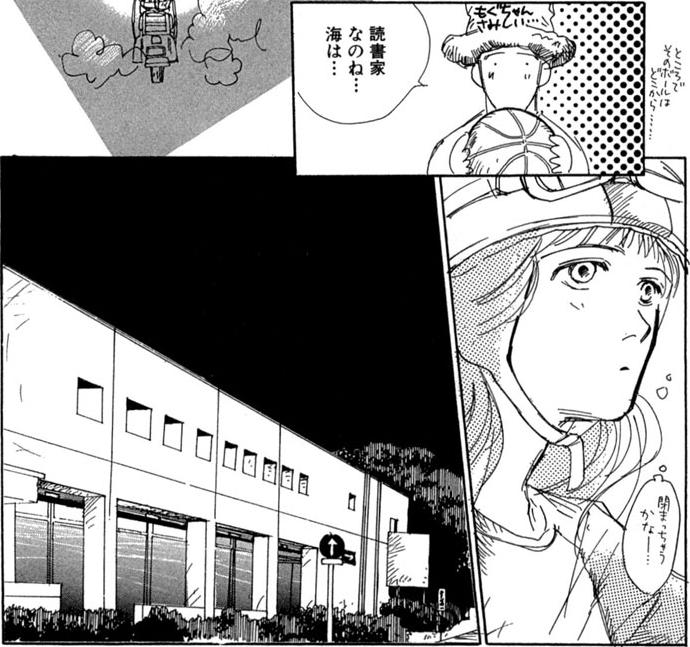 ところで
そのボールは
どこから……
もぐちゃん
さみしい…
読書家
なのね…
海は…
閉まっちゃう
かなー…